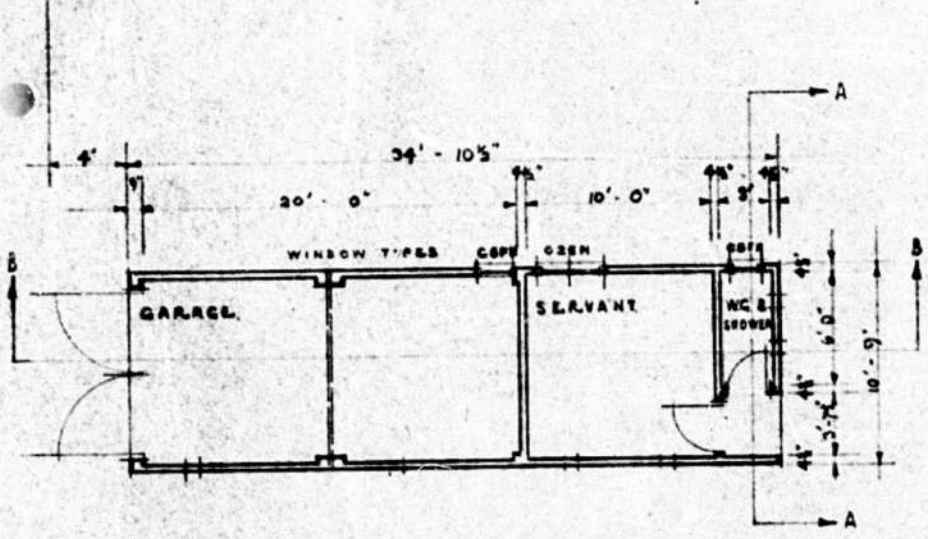 A
4'
34' - 10½"
9"
20' - 0"
4½"
10' - 0"
4½"
3'
4½"
WINDOW TYPES
B
B
GARAGE
SERVANT
W.C. &
SHOWER
4½"
6' 0"
10' - 9"
4½"
4½"
A